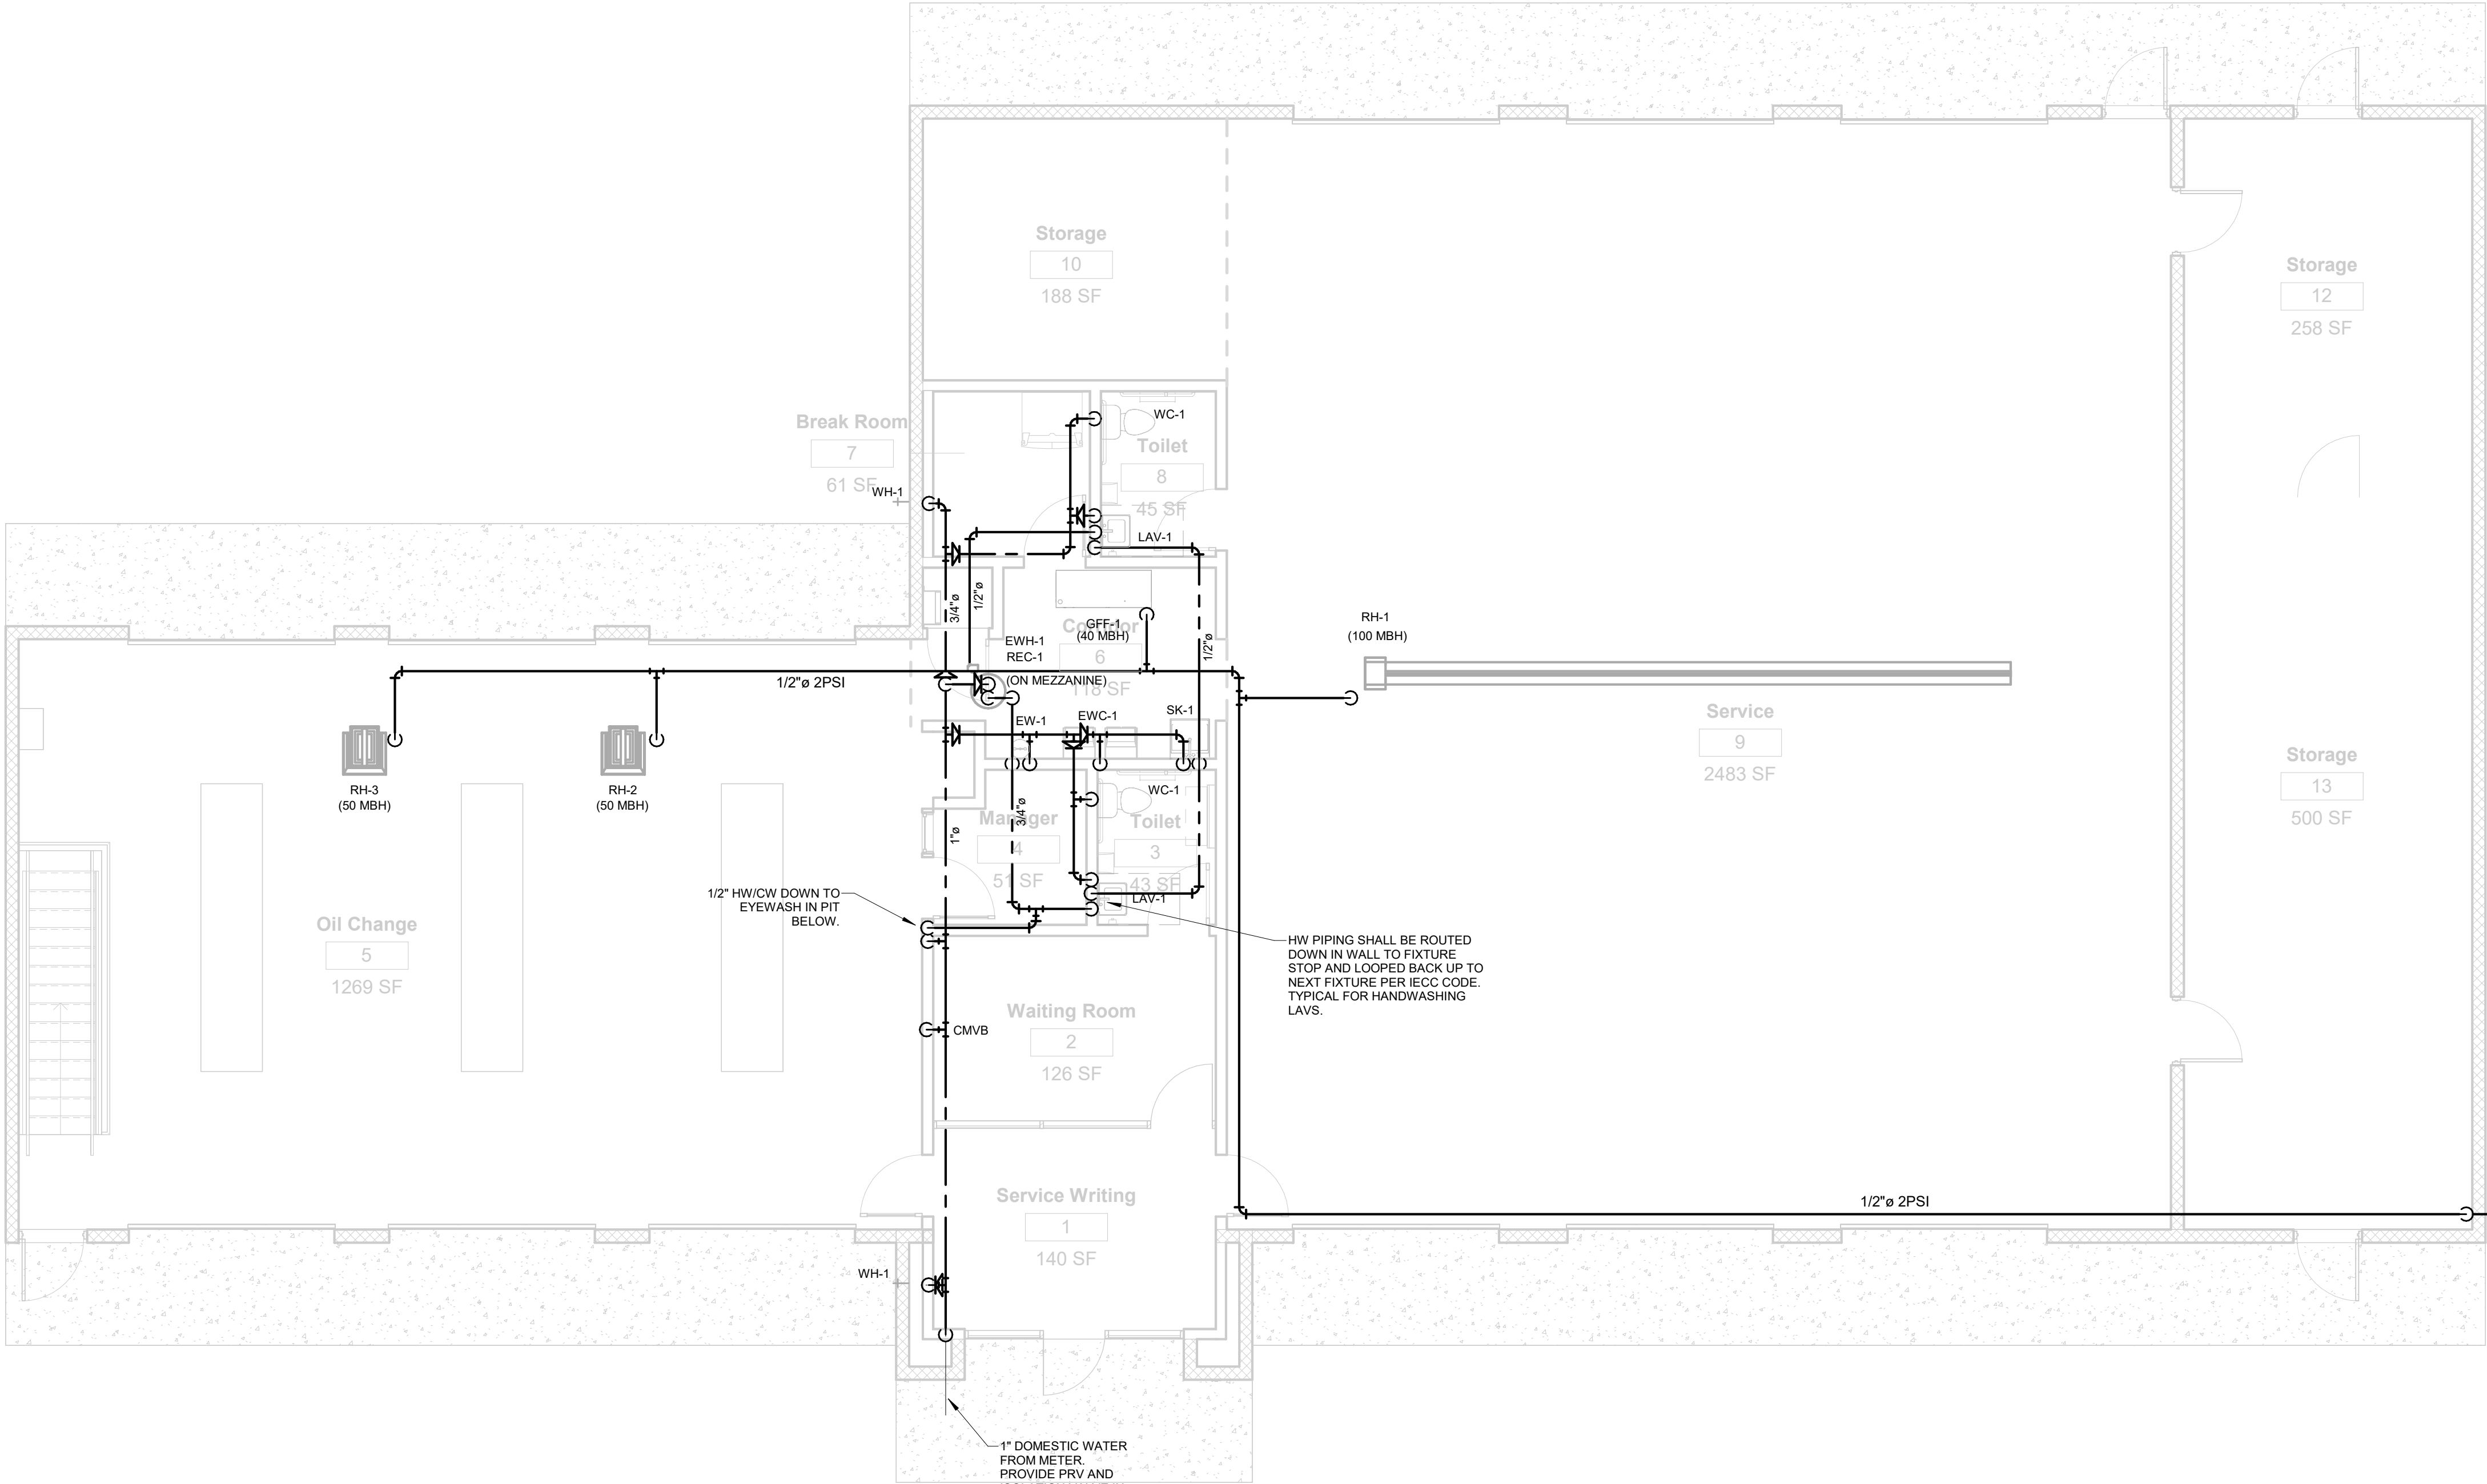 Storage
10
188 SF
Storage
12
258 SF
Break Room
7
61 SF
WH-1
WC-1
Toilet
8
45 SF
LAV-1
3/4"ø
1/2"ø
GFF-1
(40 MBH)
Corridor
6
118 SF
EWH-1
REC-1
(ON MEZZANINE)
1/2"ø
RH-1
(100 MBH)
1/2"ø 2PSI
EW-1
EWC-1
SK-1
Service
9
2483 SF
RH-3
(50 MBH)
RH-2
(50 MBH)
Storage
13
500 SF
WC-1
Manager
4
51 SF
3/4"ø
1"ø
Toilet
3
43 SF
LAV-1
1/2" HW/CW DOWN TO
EYEWASH IN PIT
BELOW.
Oil Change
5
1269 SF
HW PIPING SHALL BE ROUTED
DOWN IN WALL TO FIXTURE
STOP AND LOOPED BACK UP TO
NEXT FIXTURE PER IECC CODE.
TYPICAL FOR HANDWASHING
LAVS.
Waiting Room
2
126 SF
CMVB
Service Writing
1
140 SF
1/2"ø 2PSI
WH-1
1" DOMESTIC WATER
FROM METER.
PROVIDE PRV AND